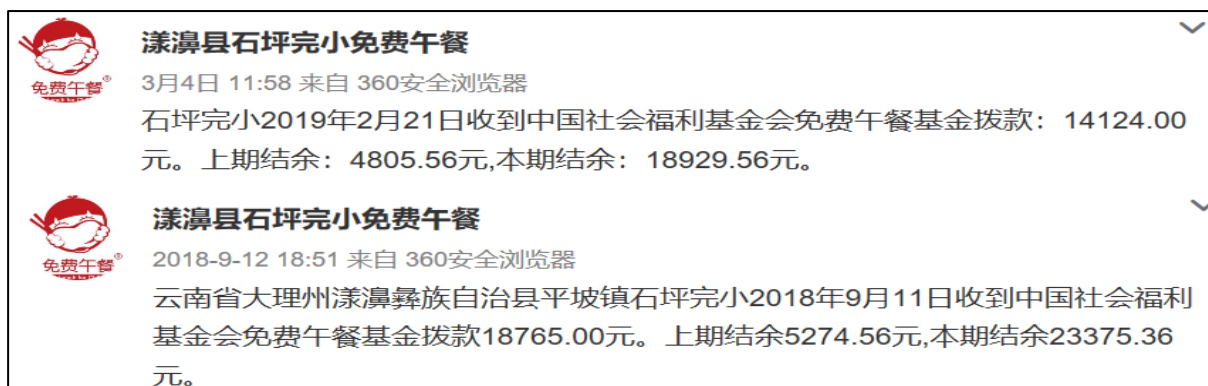 漾濞县石坪完小免费午餐
3月4日 11:58 来自 360安全浏览器
免费午餐®
石坪完小2019年2月21日收到中国社会福利基金会免费午餐基金拨款：14124.00
元。上期结余：4805.56元,本期结余：18929.56元。
漾濞县石坪完小免费午餐
2018-9-12 18:51 来自 360安全浏览器
免费午餐®
云南省大理州漾濞彝族自治县平坡镇石坪完小2018年9月11日收到中国社会福利
基金会免费午餐基金拨款18765.00元。上期结余5274.56元,本期结余23375.36
元。